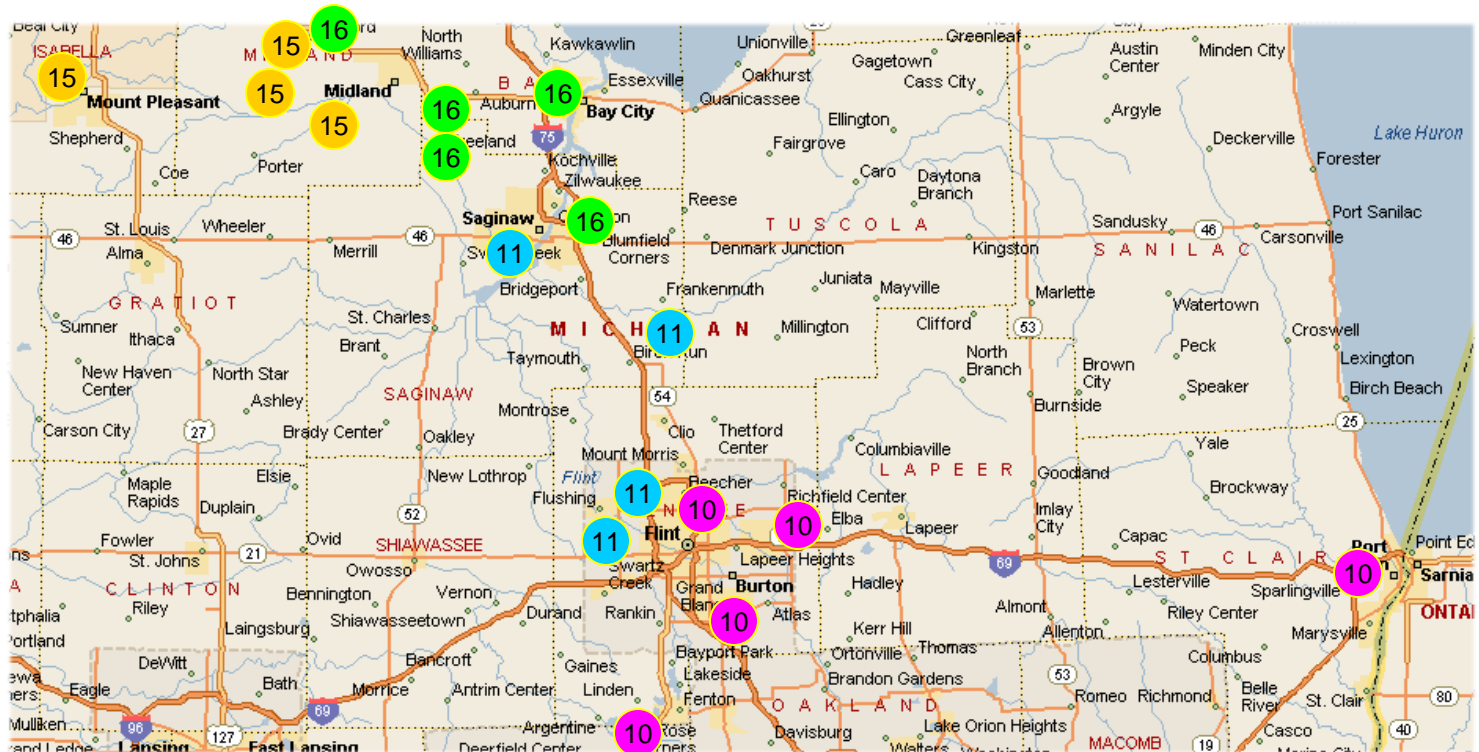 Beal City
ISABELLA
15
Mount Pleasant
Shepherd
Coe
15
16
15
15
Midland
Porter
North
Williams
Kawkawlin
Essexville
Auburn
16
16
Bay City
16
75
Kochville
Zilwaukee
Saginaw
16
11
Blumfield
Corners
Bridgeport
Unionville
Oakhurst
Quanicassee
Gagetown
Cass City
Greenleaf
Ellington
Fairgrove
Caro
Daytona
Branch
Reese
TUSCOLA
Denmark Junction
Kingston
Juniata
Mayville
Frankenmuth
Austin
Center
Minden City
Argyle
Deckerville
Lake Huron
Forester
Port Sanilac
Sandusky
46
Carsonville
SANILAC
46
St. Louis
Wheeler
Alma
Merrill
46
GRATIOT
Sumner
Ithaca
New Haven
Center
North Star
Ashley
Carson City
27
St. Charles
Brant
SAGINAW
Brady Center
Oakley
Taymouth
Montrose
11
Millington
Clifford
Marlette
53
Watertown
Croswell
Peck
Lexington
Speaker
Birch Beach
North
Branch
Brown
City
Burnside
25
54
Clio
Thetford
Center
Mount Morris
Beecher
Columbiaville
LAPEER
Goodland
Yale
Brockway
Maple
Rapids
Elsie
Duplain
New Lothrop
52
Flint
Flushing
11
10
Richfield Center
10
Elba
Lapeer
Imlay
City
Capac
ST CLAIR
Port
Point Ed
Fowler
St. Johns
21
Ovid
SHIAWASSEE
Owosso
11
Flint
Swartz
Creek
Lapeer Heights
Grand
Burton
69
Lesterville
Sparlingville
10
Sarnia
CLINTON
Riley
Bennington
Vernon
Durand
Rankin
10
Atlas
Hadley
Almont
Riley Center
ONTA
Laingsburg
Shiawasseetown
Kerr Hill
Allenton
Marysville
DeWitt
Bancroft
Gaines
Bayport Park
Ortonville
Thomas
Columbus
Eagle
Bath
Morrice
Antrim Center
Linden
Lakeside
Fenton
Brandon Gardens
53
Romeo
Richmond
Belle
River
St. Clair
80
Mulliken
96
69
Argentine
10
OAKLAND
Davisburg
Lake Orion Heights
Casco
40
127
Lansing
East Lansing
Deerfield Center
MACOMB
19